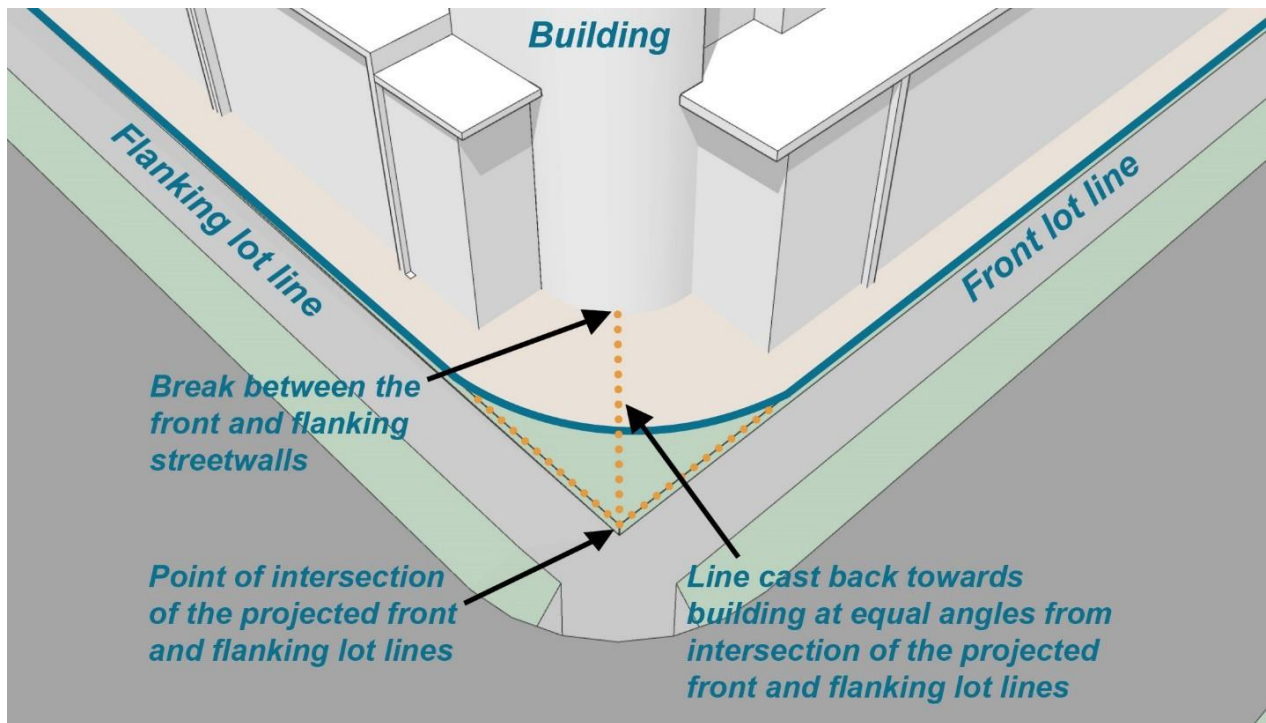 Building
Flanking lot line
Front lot line
Break between the
front and flanking
streetwalls
Point of intersection
of the projected front
and flanking lot lines
Line cast back towards
building at equal angles from
intersection of the projected
front and flanking lot lines